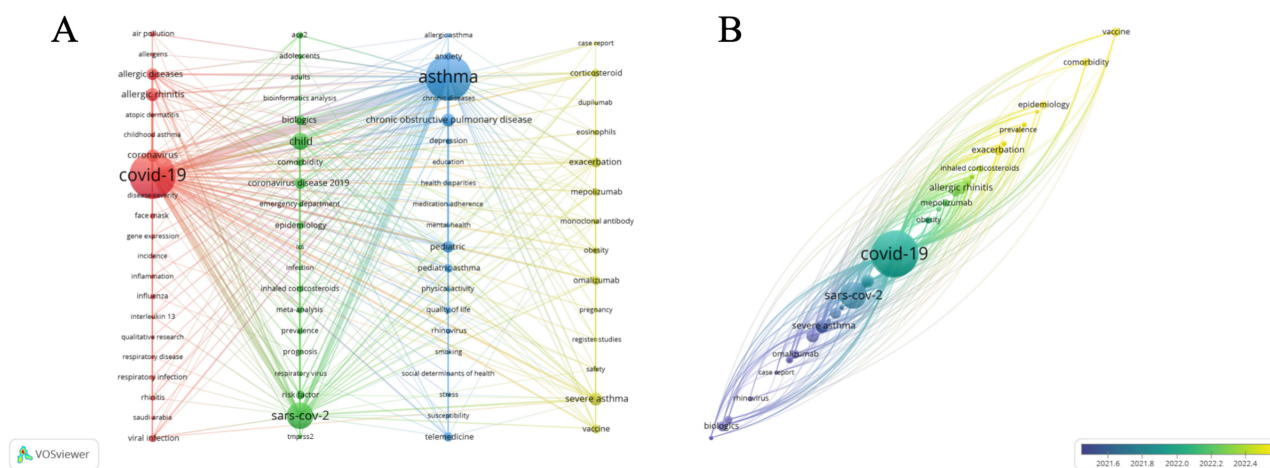 A
air pollution
allergens
allergic diseases
allergic rhinitis
atopic dermatitis
childhood asthma
coronavirus
covid-19
disease severity
face mask
gene expression
incidence
inflammation
influenza
interleukin 13
qualitative research
respiratory disease
respiratory infection
rhinitis
saudi arabia
viral infection
ace2
adolescents
adults
bioinformatics analysis
biologics
child
comorbidity
coronavirus disease 2019
emergency department
epidemiology
ics
infection
inhaled corticosteroids
meta-analysis
prevalence
prognosis
respiratory virus
risk factor
sars-cov-2
tmprss2
allergic asthma
anxiety
asthma
chronic diseases
chronic obstructive pulmonary disease
depression
education
health disparities
medication adherence
mental health
pediatric
pediatric asthma
physical activity
quality of life
rhinovirus
smoking
social determinants of health
stress
susceptibility
telemedicine
case report
corticosteroid
dupilumab
eosinophils
exacerbation
mepolizumab
monoclonal antibody
obesity
omalizumab
pregnancy
register studies
safety
severe asthma
vaccine
VOSviewer
B
vaccine
comorbidity
epidemiology
prevalence
exacerbation
inhaled corticosteroids
allergic rhinitis
mepolizumab
obesity
covid-19
sars-cov-2
severe asthma
omalizumab
case report
rhinovirus
biologics
2021.6 2021.8 2022.0 2022.2 2022.4